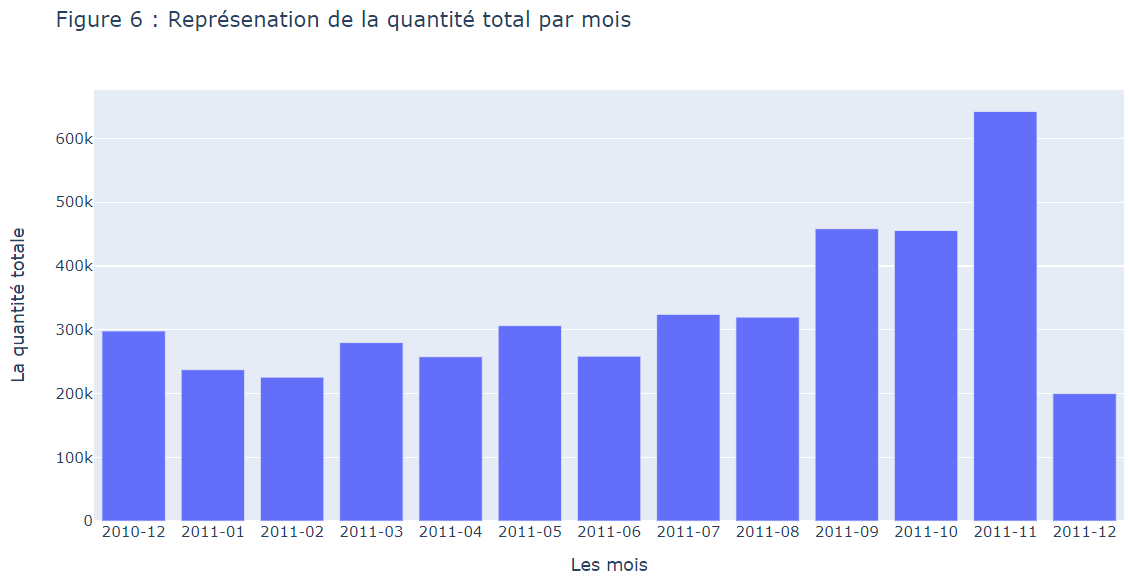 Figure 6 : Représenation de la quantité total par mois
La quantité totale
600k
500k
400k
300k
200k
100k
0
2010-12 2011-01 2011-02 2011-03 2011-04 2011-05 2011-06 2011-07 2011-08 2011-09 2011-10 2011-11 2011-12
Les mois